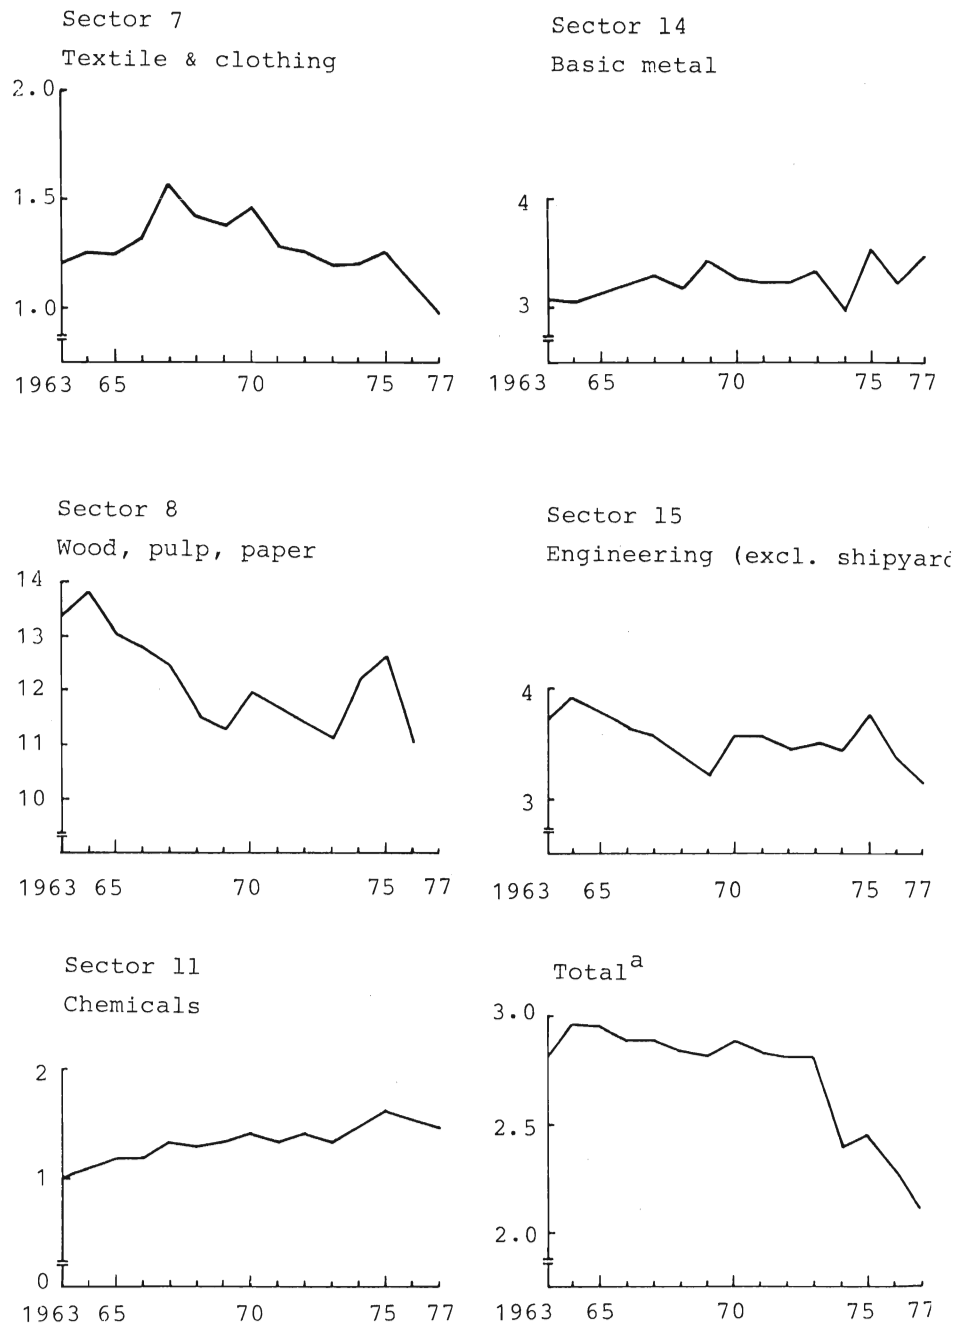 Sector 7
Textile & clothing
2.0
1.5
1.0
1963 65 70 75 77
Sector 14
Basic metal
4
3
1963 65 70 75 77
Sector 8
Wood, pulp, paper
14
13
12
11
10
1963 65 70 75 77
Sector 15
Engineering (excl. shipyard
4
3
1963 65 70 75 77
Sector 11
Chemicals
2
1
0
1963 65 70 75 77
Total a
3.0
2.5
2.0
1963 65 70 75 77